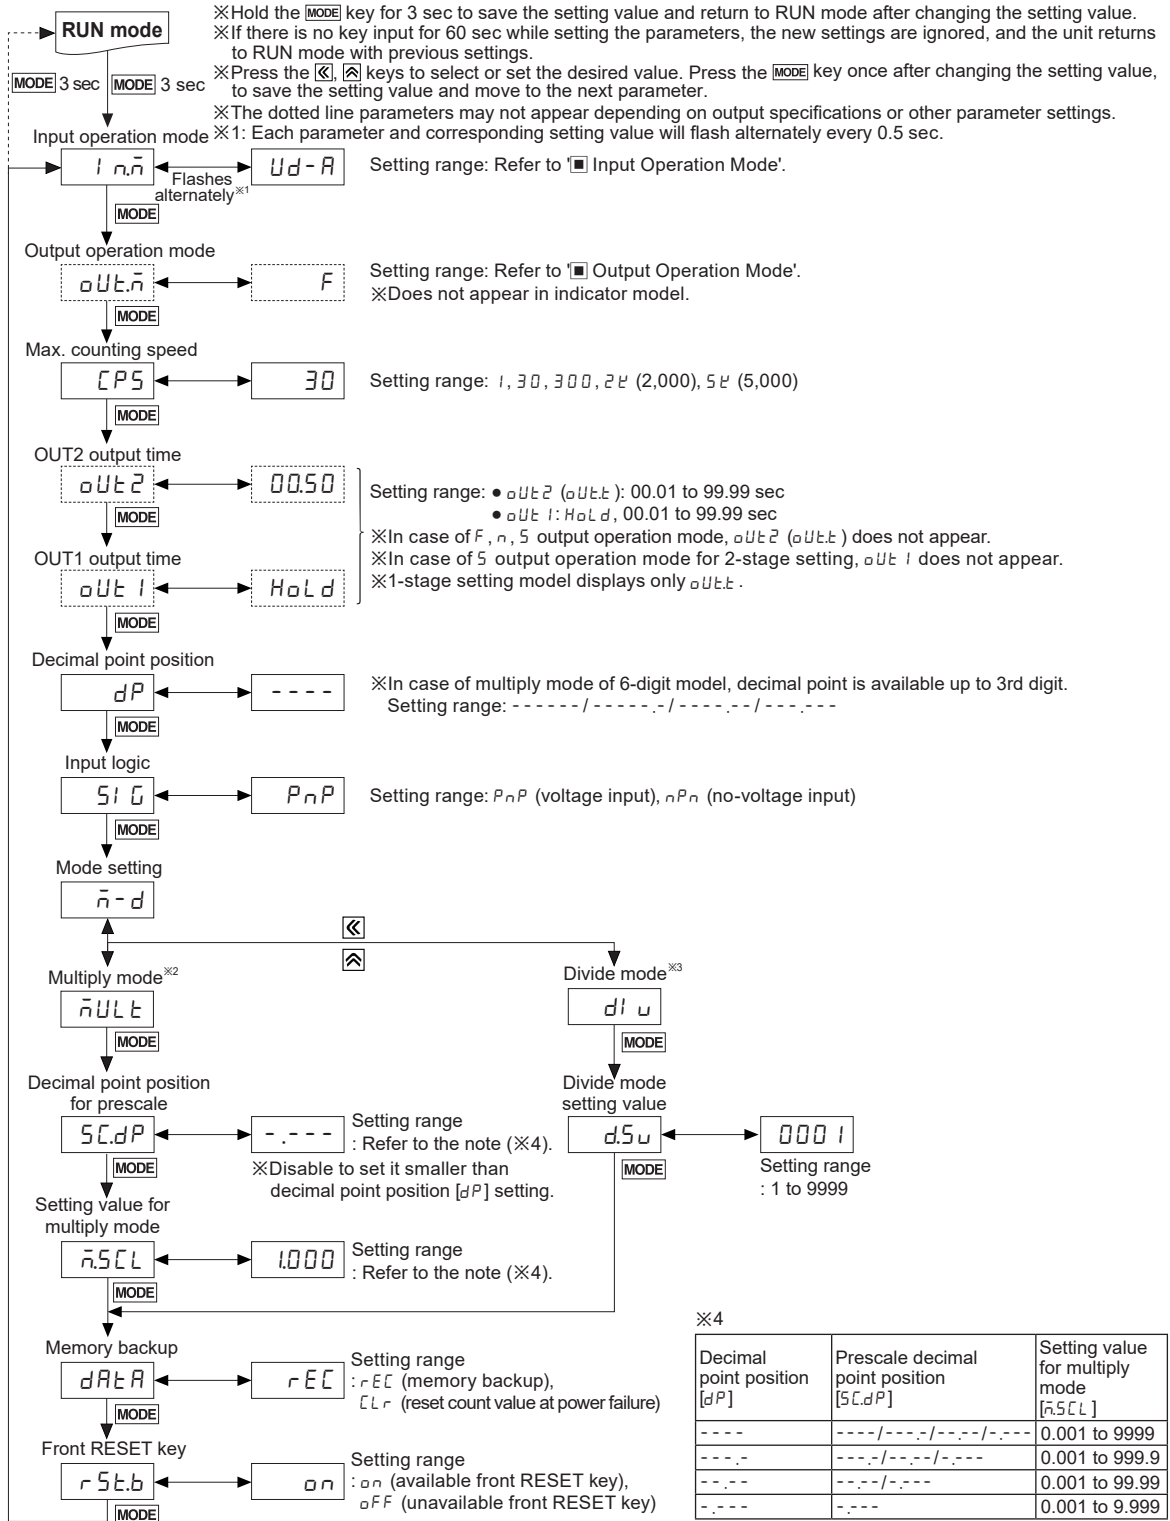 ※Hold the MODE key for 3 sec to save the setting value and return to RUN mode after changing the setting value.
※If there is no key input for 60 sec while setting the parameters, the new settings are ignored, and the unit returns
to RUN mode with previous settings.
※Press the ≪, ︽ keys to select or set the desired value. Press the MODE key once after changing the setting value,
to save the setting value and move to the next parameter.
※The dotted line parameters may not appear depending on output specifications or other parameter settings.
※1: Each parameter and corresponding setting value will flash alternately every 0.5 sec.
RUN mode
MODE 3 sec MODE 3 sec
Input operation mode
In.m Flashes alternately※1 Ud-A Setting range: Refer to '▣ Input Operation Mode'.
MODE
Output operation mode
oUt.m F Setting range: Refer to '▣ Output Operation Mode'.
※Does not appear in indicator model.
MODE
Max. counting speed
CPS 30 Setting range: 1, 30, 300, 2k (2,000), 5k (5,000)
MODE
OUT2 output time
oUt2 00.50 Setting range: ● oUt2 (oUt.t): 00.01 to 99.99 sec
● oUt1: HoLd, 00.01 to 99.99 sec
MODE
※In case of F, n, S output operation mode, oUt2 (oUt.t) does not appear.
※In case of S output operation mode for 2-stage setting, oUt1 does not appear.
※1-stage setting model displays only oUt.t.
OUT1 output time
oUt1 HoLd
MODE
Decimal point position
dP ---- ※In case of multiply mode of 6-digit model, decimal point is available up to 3rd digit.
Setting range: ------/-----.-/----.--/---.---
MODE
Input logic
SIG PnP Setting range: PnP (voltage input), nPn (no-voltage input)
MODE
Mode setting
m-d
≪
︽
Multiply mode※2
mULt
MODE
Divide mode※3
dIv
MODE
Decimal point position
for prescale
SC.dP -.--- Setting range
: Refer to the note (※4).
※Disable to set it smaller than
decimal point position [dP] setting.
MODE
Divide mode
setting value
d.Sv 0001
MODE
Setting range
: 1 to 9999
Setting value for
multiply mode
m.SCL 1.000 Setting range
: Refer to the note (※4).
MODE
Memory backup
dAtA rEC Setting range
: rEC (memory backup),
CLr (reset count value at power failure)
MODE
Front RESET key
rSt.b on Setting range
: on (available front RESET key),
oFF (unavailable front RESET key)
MODE
※4
Decimal point position [dP] Prescale decimal point position [SC.dP] Setting value for multiply mode [m.SCL]
---- ----/---.-/--.--/-.--- 0.001 to 9999
---.- ---.-/--.--/-.--- 0.001 to 999.9
--.-- --.--/-.--- 0.001 to 99.99
-.--- -.--- 0.001 to 9.999